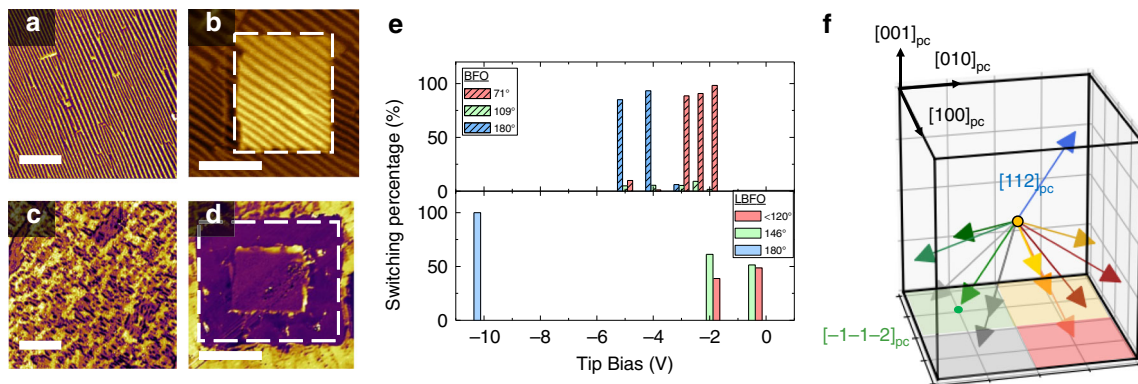 a
b
c
d
e
100
50
0
BFO
71°
109°
180°
100
50
0
LBFO
<120°
146°
180°
Switching percentage (%)
−10
−8
−6
−4
−2
0
Tip Bias (V)
f
[001]pc
[010]pc
[100]pc
[112]pc
[−1−1−2]pc